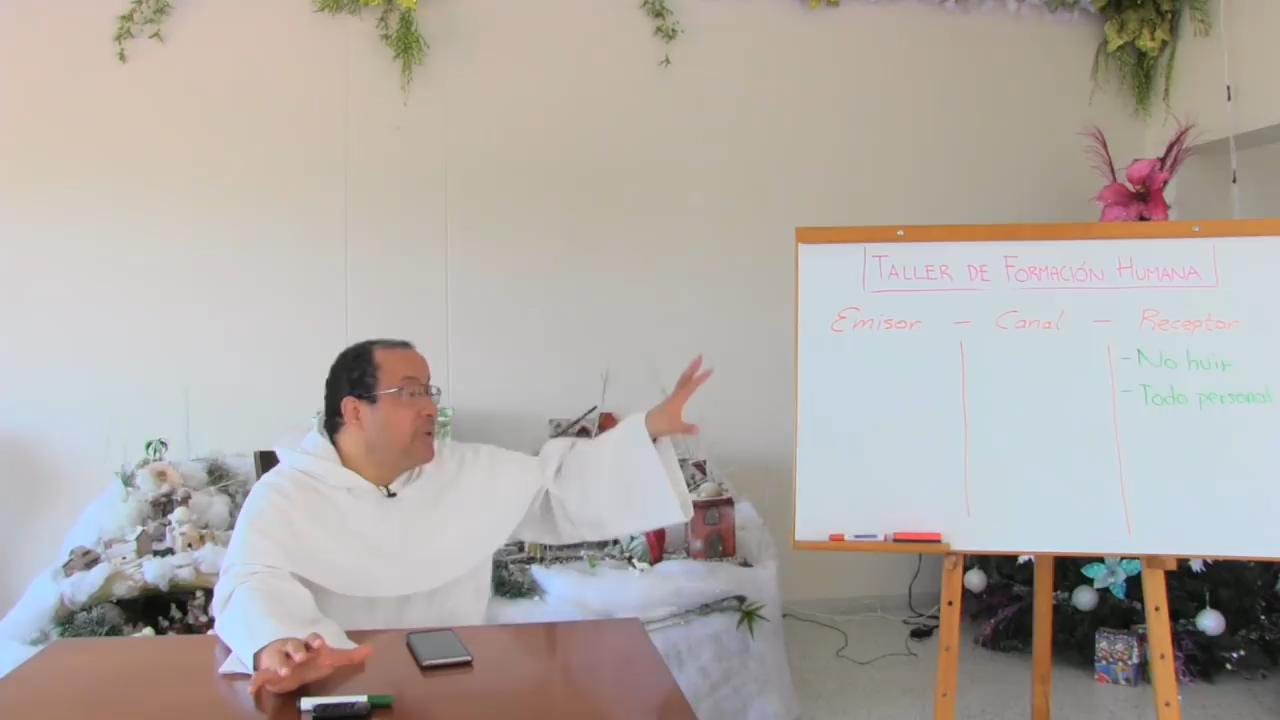 TALLER DE FORMACIÓN HUMANA
Emisor - Canal - Receptor
- No huir
- Todo personal